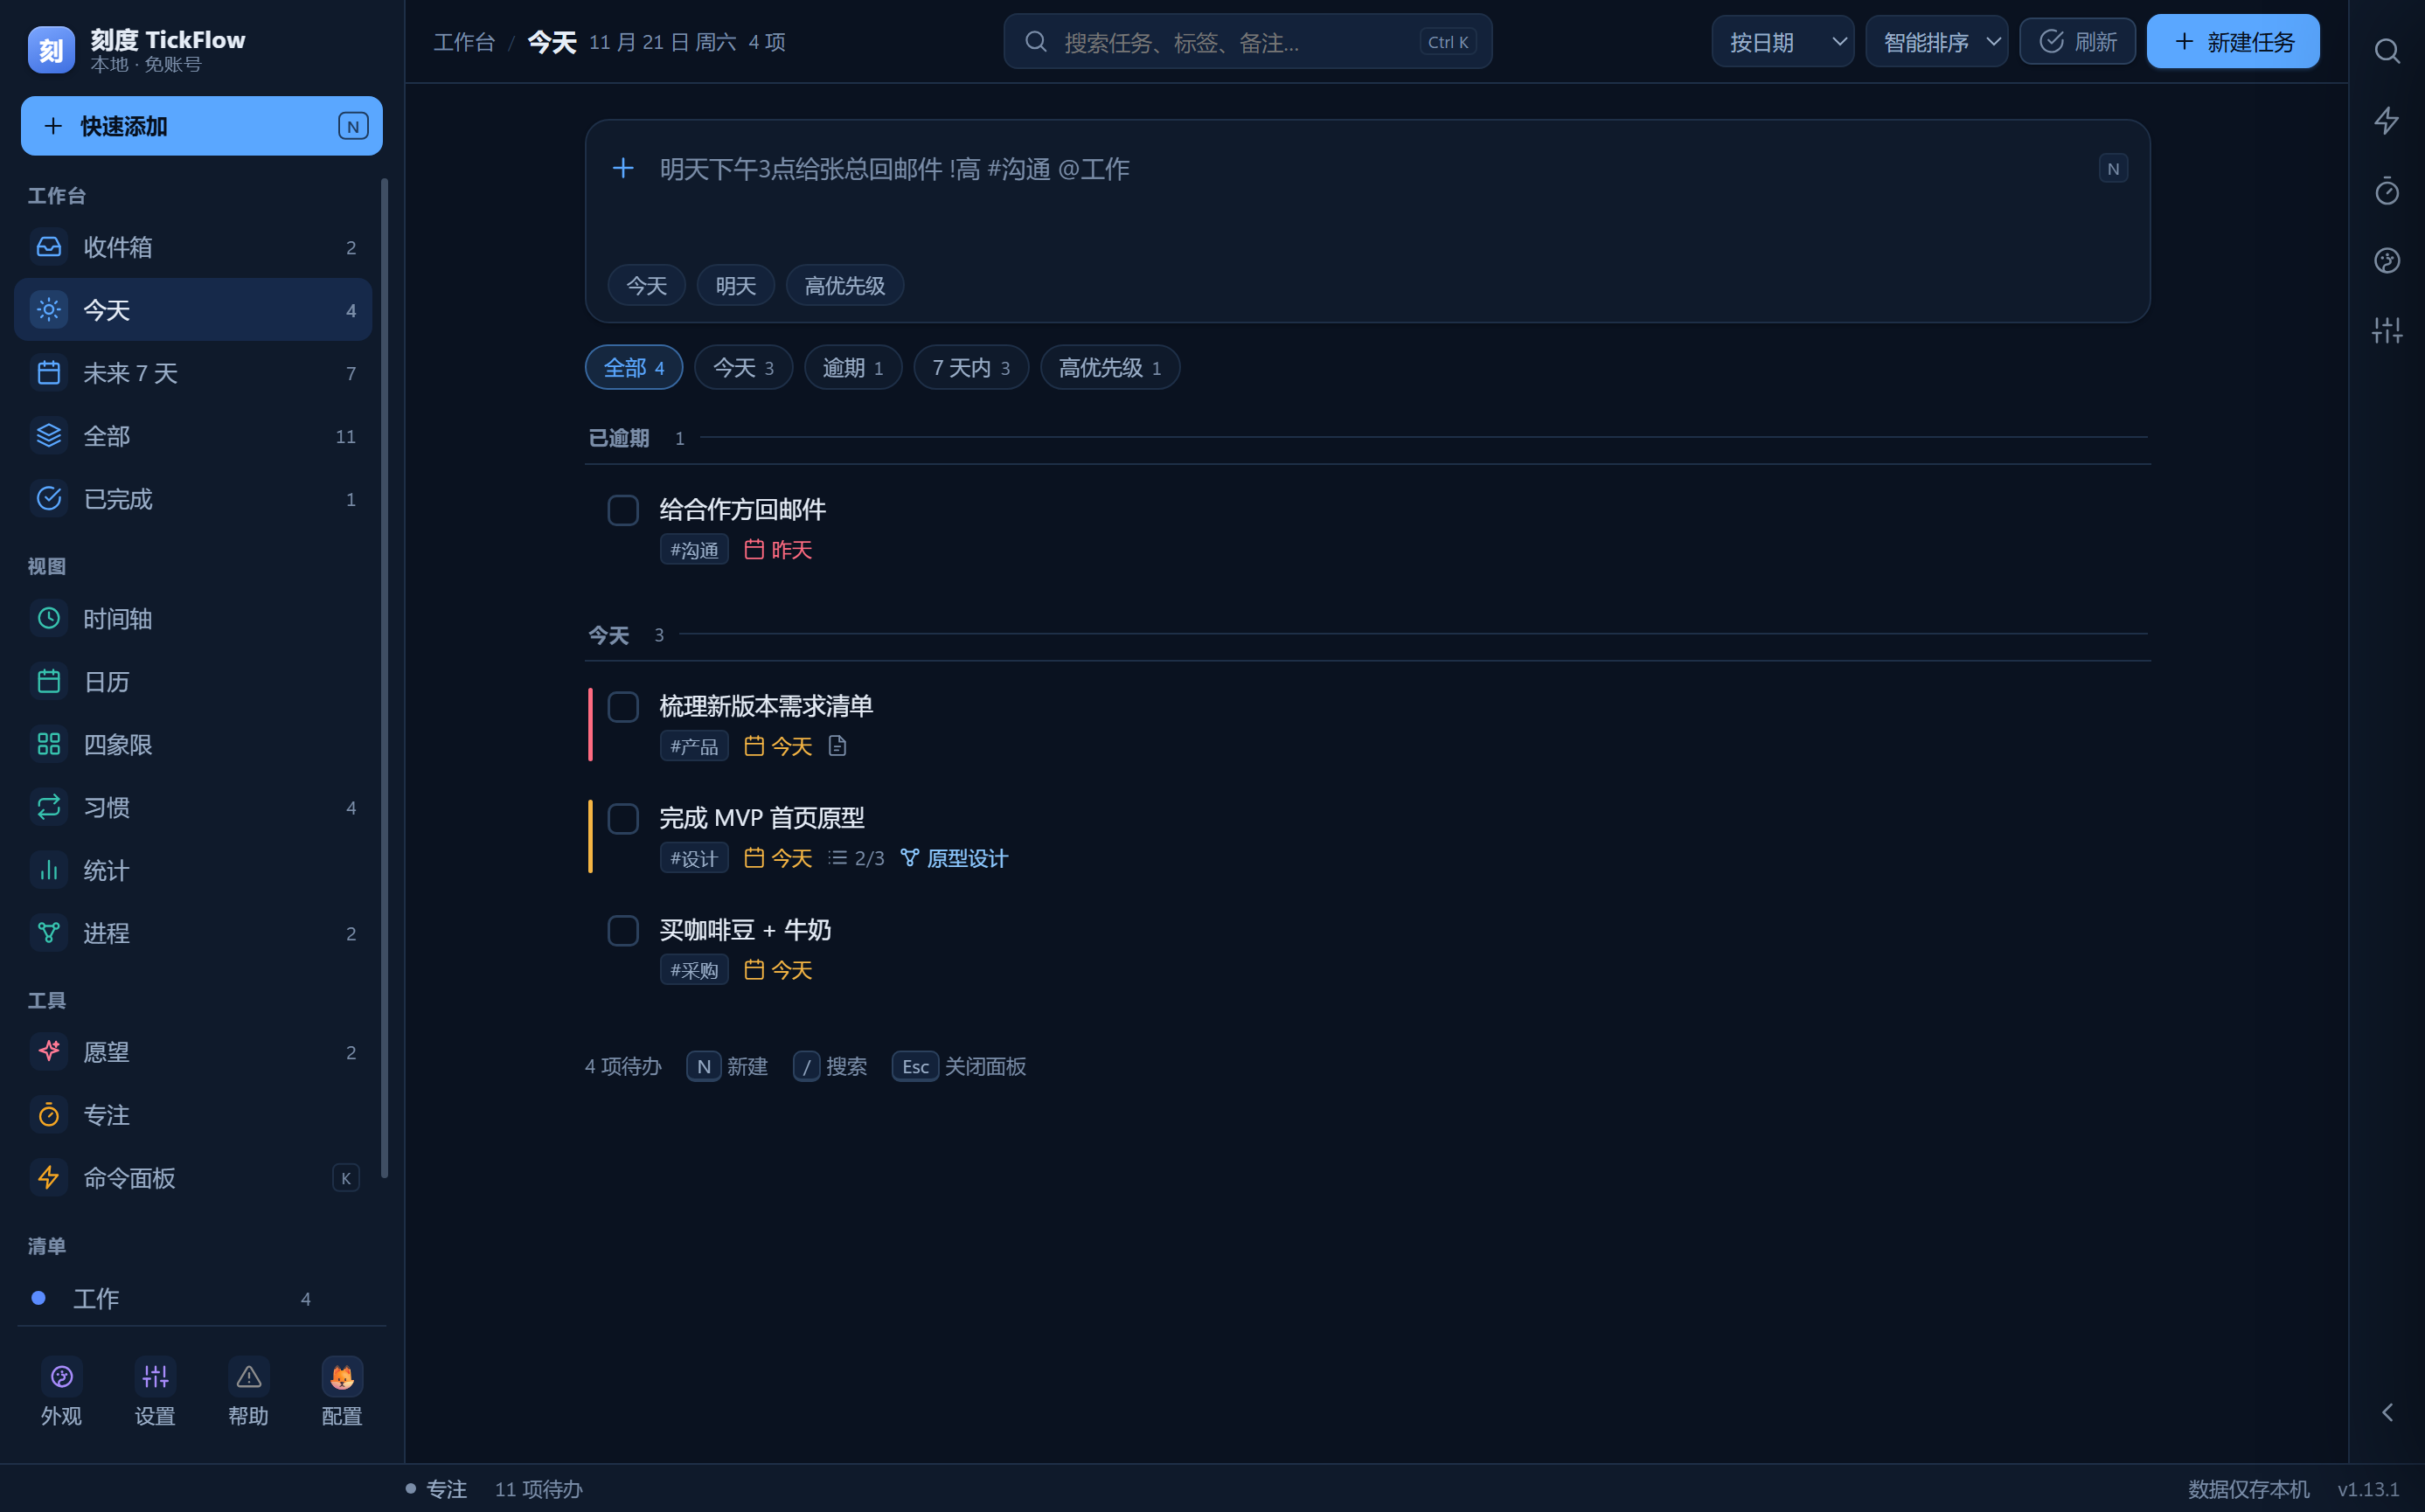 刻
刻度 TickFlow
本地 · 免账号
快速添加 N
工作台
收件箱 2
今天 4
未来 7 天 7
全部 11
已完成 1
视图
时间轴
日历
四象限
习惯 4
统计
进程 2
工具
愿望 2
专注
命令面板 K
清单
工作 4
外观 设置 帮助 配置
工作台 / 今天 11 月 21 日 周六 4 项
搜索任务、标签、备注... Ctrl K
按日期 智能排序 刷新 新建任务
明天下午3点给张总回邮件 !高 #沟通 @工作 N
今天 明天 高优先级
全部 4 今天 3 逾期 1 7 天内 3 高优先级 1
已逾期 1
给合作方回邮件
#沟通 昨天
今天 3
梳理新版本需求清单
#产品 今天
完成 MVP 首页原型
#设计 今天 2/3 原型设计
买咖啡豆 + 牛奶
#采购 今天
4 项待办 N 新建 / 搜索 Esc 关闭面板
专注 11 项待办 数据仅存本机 v1.13.1